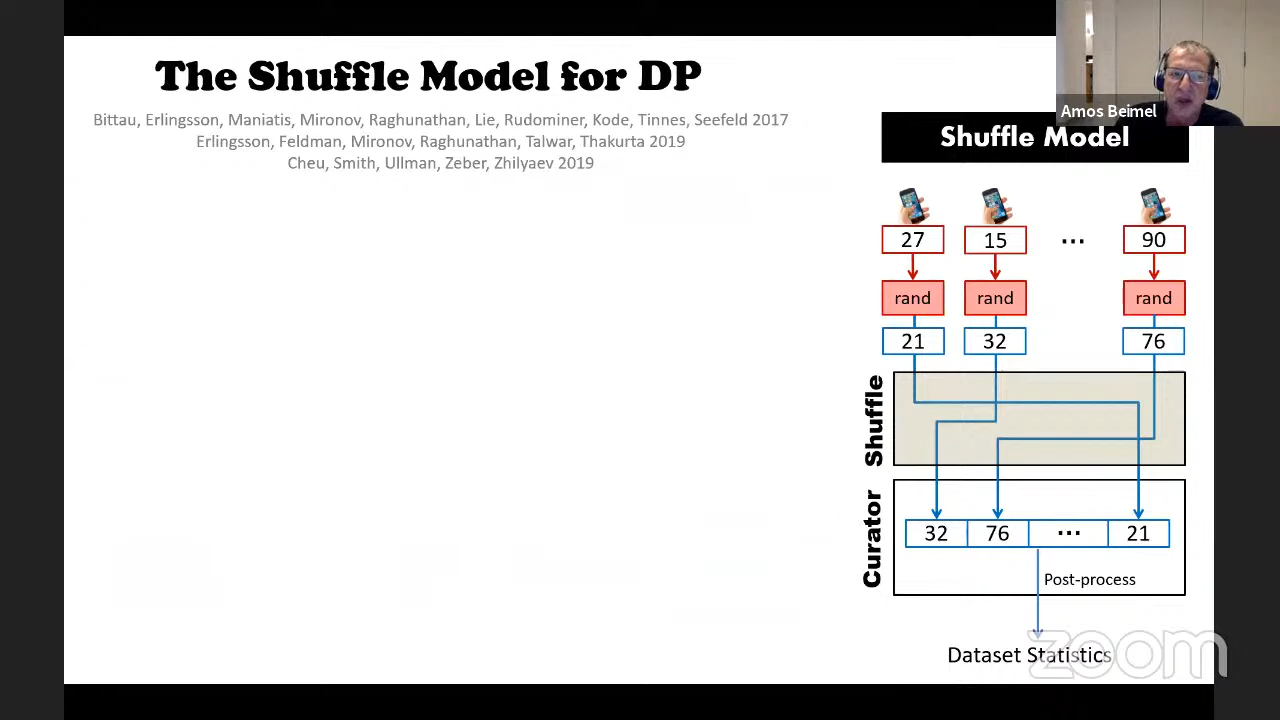 The Shuffle Model for DP
Bittau, Erlingsson, Maniatis, Mironov, Raghunathan, Lie, Rudominer, Kode, Tinnes, Seefeld 2017
Erlingsson, Feldman, Mironov, Raghunathan, Talwar, Thakurta 2019
Cheu, Smith, Ullman, Zeber, Zhilyaev 2019
Amos Beimel
Shuffle Model
27 15 ... 90
rand rand rand
21 32 76
Shuffle
Curator
32 76 ... 21
Post-process
Dataset Statistics
zoom